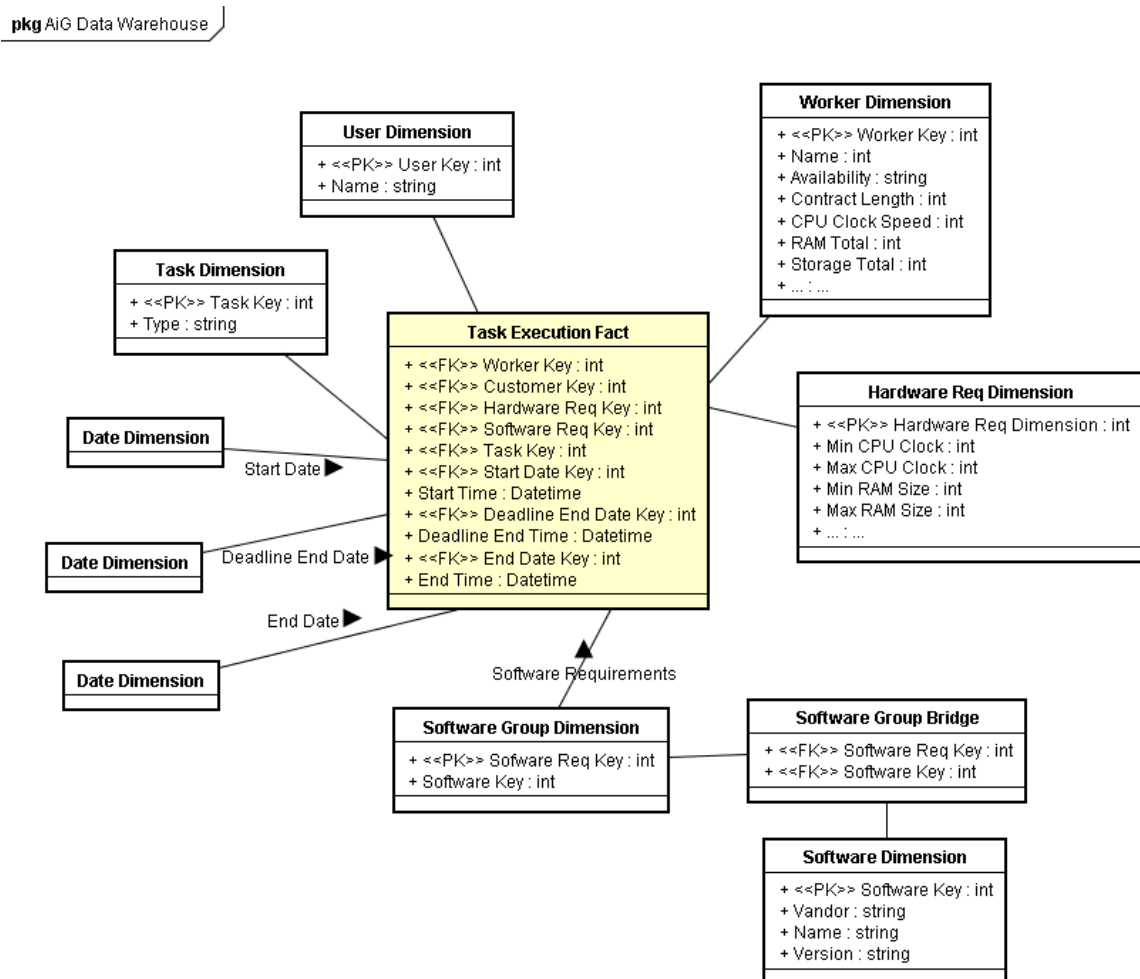 pkg AiG Data Warehouse
User Dimension
+ <<PK>> User Key : int
+ Name : string
Worker Dimension
+ <<PK>> Worker Key : int
+ Name : int
+ Availability : string
+ Contract Length : int
+ CPU Clock Speed : int
+ RAM Total : int
+ Storage Total : int
+ ... : ...
Task Dimension
+ <<PK>> Task Key : int
+ Type : string
Task Execution Fact
+ <<FK>> Worker Key : int
+ <<FK>> Customer Key : int
+ <<FK>> Hardware Req Key : int
+ <<FK>> Software Req Key : int
+ <<FK>> Task Key : int
+ <<FK>> Start Date Key : int
+ Start Time : Datetime
+ <<FK>> Deadline End Date Key : int
+ Deadline End Time : Datetime
+ <<FK>> End Date Key : int
+ End Time : Datetime
Hardware Req Dimension
+ <<PK>> Hardware Req Dimension : int
+ Min CPU Clock : int
+ Max CPU Clock : int
+ Min RAM Size : int
+ Max RAM Size : int
+ ... : ...
Date Dimension
Start Date
Date Dimension
Deadline End Date
End Date
Date Dimension
Software Requirements
Software Group Dimension
+ <<PK>> Sofware Req Key : int
+ Software Key : int
Software Group Bridge
+ <<FK>> Software Req Key : int
+ <<FK>> Software Key : int
Software Dimension
+ <<PK>> Software Key : int
+ Vandor : string
+ Name : string
+ Version : string